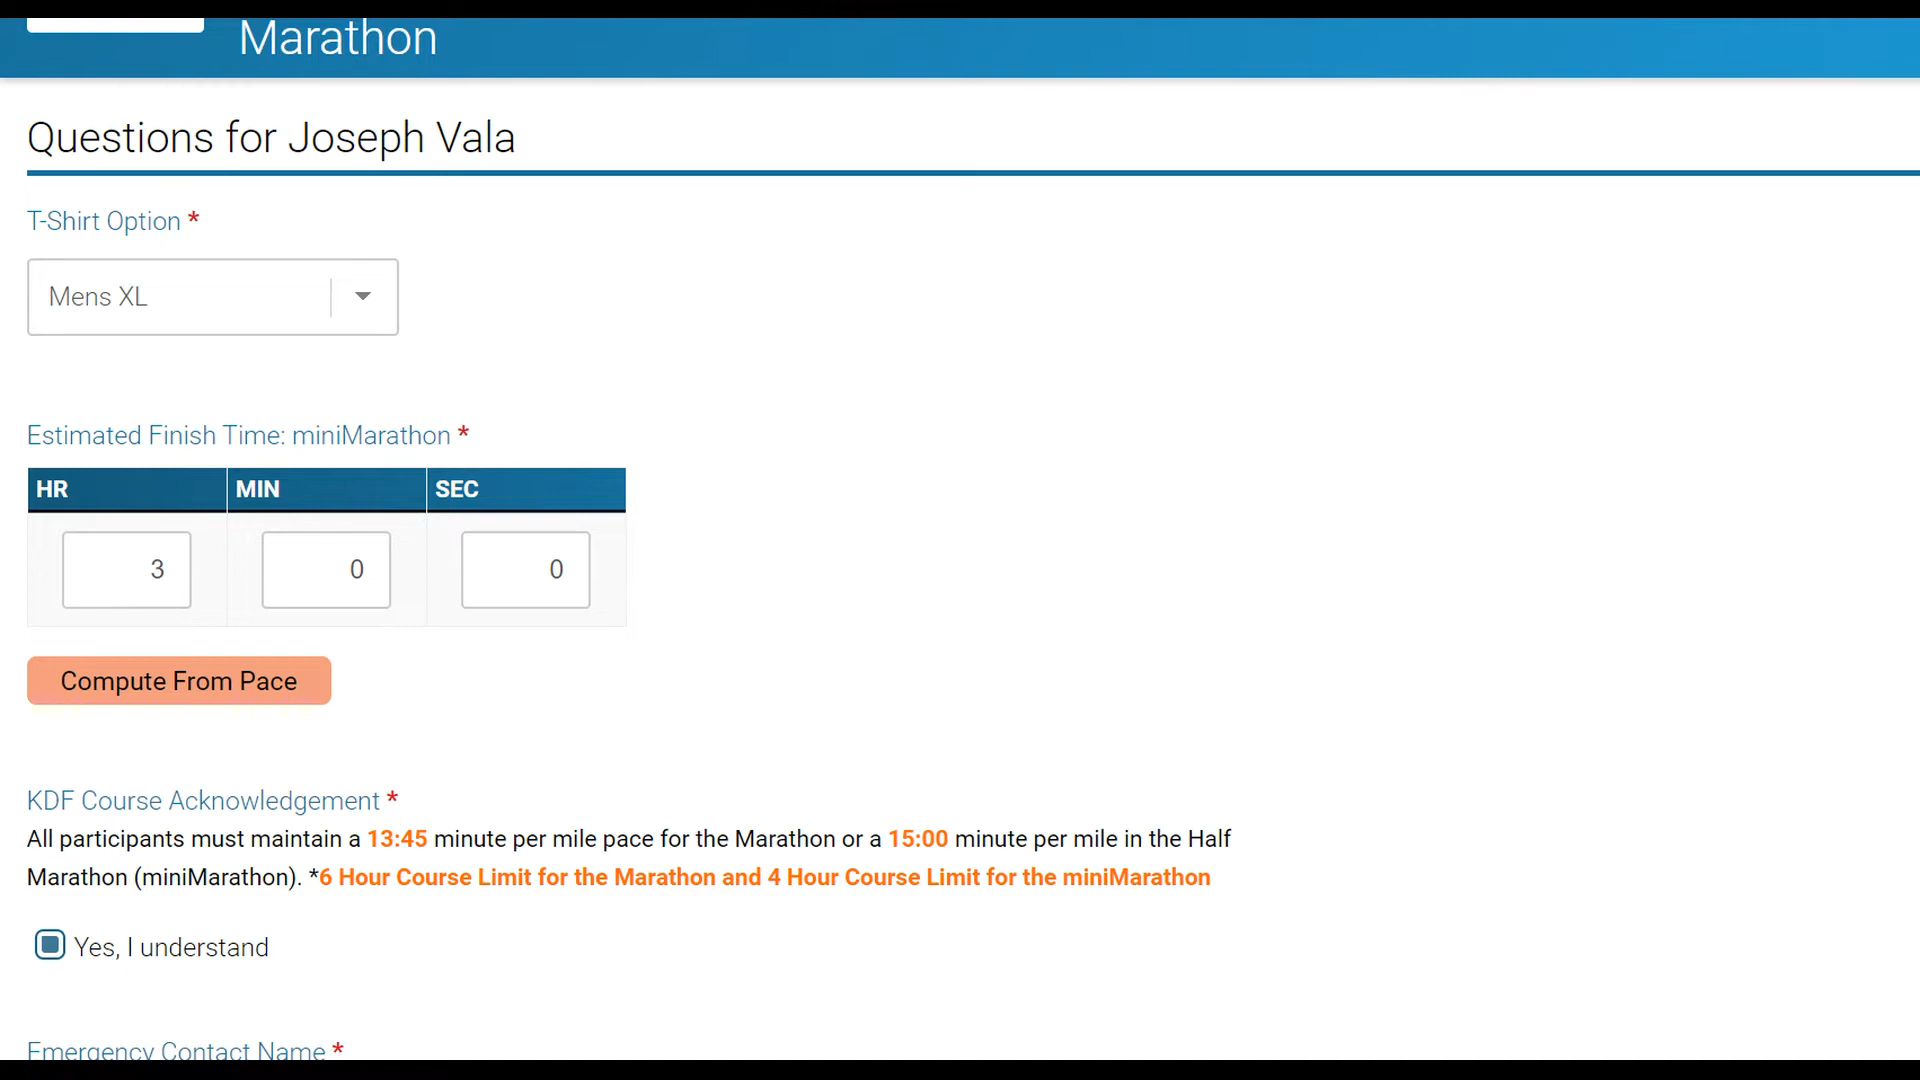 Marathon
Questions for Joseph Vala
T-Shirt Option *
Mens XL
Estimated Finish Time: miniMarathon *
HR MIN SEC
3 0 0
Compute From Pace
KDF Course Acknowledgement *
All participants must maintain a 13:45 minute per mile pace for the Marathon or a 15:00 minute per mile in the Half
Marathon (miniMarathon). *6 Hour Course Limit for the Marathon and 4 Hour Course Limit for the miniMarathon
Yes, I understand
Emergency Contact Name *